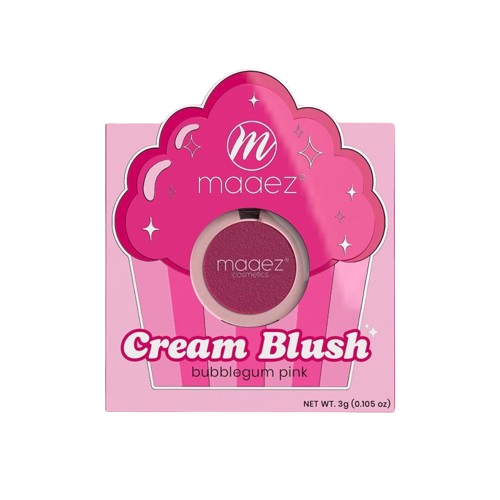 m
maaez®
maaez®
cosmetics
Cream Blush
bubblegum pink
NET WT. 3g (0.105 oz)